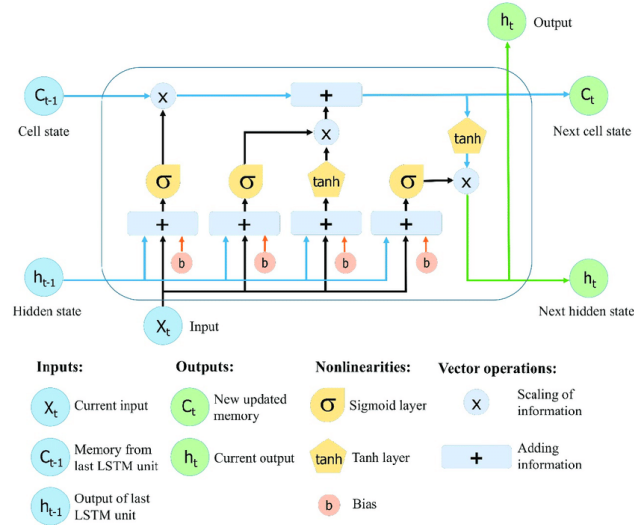 hₜ
Output
Cₜ₋₁
x
+
Cₜ
Cell state
Next cell state
x
tanh
σ
σ
tanh
σ
x
+
+
+
+
b
b
b
b
hₜ₋₁
hₜ
Hidden state
Next hidden state
Xₜ
Input
Inputs:
Outputs:
Nonlinearities:
Vector operations:
Xₜ
Current input
Cₜ
New updated
memory
σ
Sigmoid layer
x
Scaling of
information
Cₜ₋₁
Memory from
last LSTM unit
hₜ
Current output
tanh
Tanh layer
+
Adding
information
hₜ₋₁
Output of last
LSTM unit
b
Bias